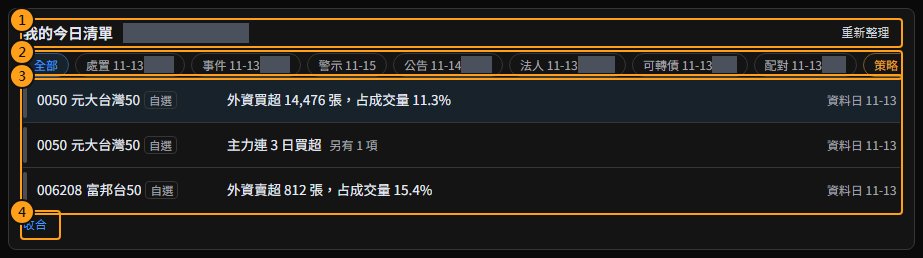 1
我的今日清單 重新整理
2
全部 處置 11-13 事件 11-13 警示 11-15 公告 11-14 法人 11-13 可轉債 11-13 配對 11-13 策略
3
0050 元大台灣50 自選 外資買超 14,476 張，占成交量 11.3% 資料日 11-13
0050 元大台灣50 自選 主力連 3 日買超 另有 1 項 資料日 11-13
006208 富邦台50 自選 外資賣超 812 張，占成交量 15.4% 資料日 11-13
4
收合